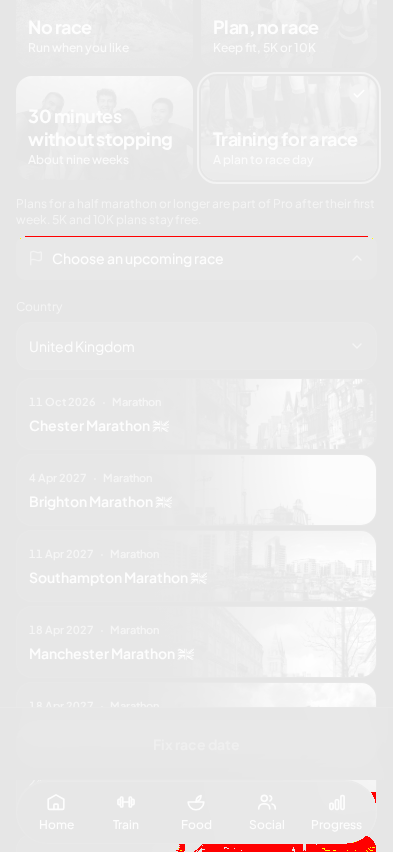 No race
Run when you like
Plan, no race
Keep fit, 5K or 10K
30 minutes
without stopping
About nine weeks
Training for a race
A plan to race day
Plans for a half marathon or longer are part of Pro after their first
week. 5K and 10K plans stay free.
Choose an upcoming race
Country
United Kingdom
11 Oct 2026 · Marathon
Chester Marathon 🇬🇧
4 Apr 2027 · Marathon
Brighton Marathon 🇬🇧
11 Apr 2027 · Marathon
Southampton Marathon 🇬🇧
18 Apr 2027 · Marathon
Manchester Marathon 🇬🇧
18 Apr 2027 · Marathon
Fix race date
Home
Train
Food
Social
Progress